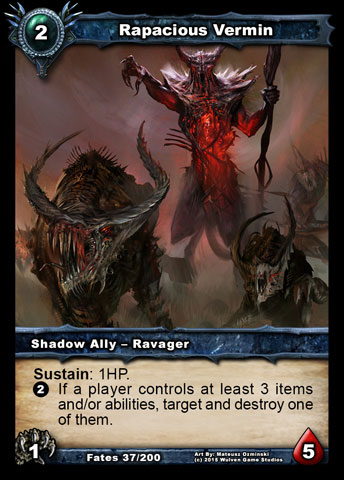 2
Rapacious Vermin
Shadow Ally – Ravager
Sustain: 1HP.
2 If a player controls at least 3 items
and/or abilities, target and destroy one
of them.
1
Fates 37/200
Art By: Mateusz Ozminski
(c) 2015 Wulven Game Studios
5